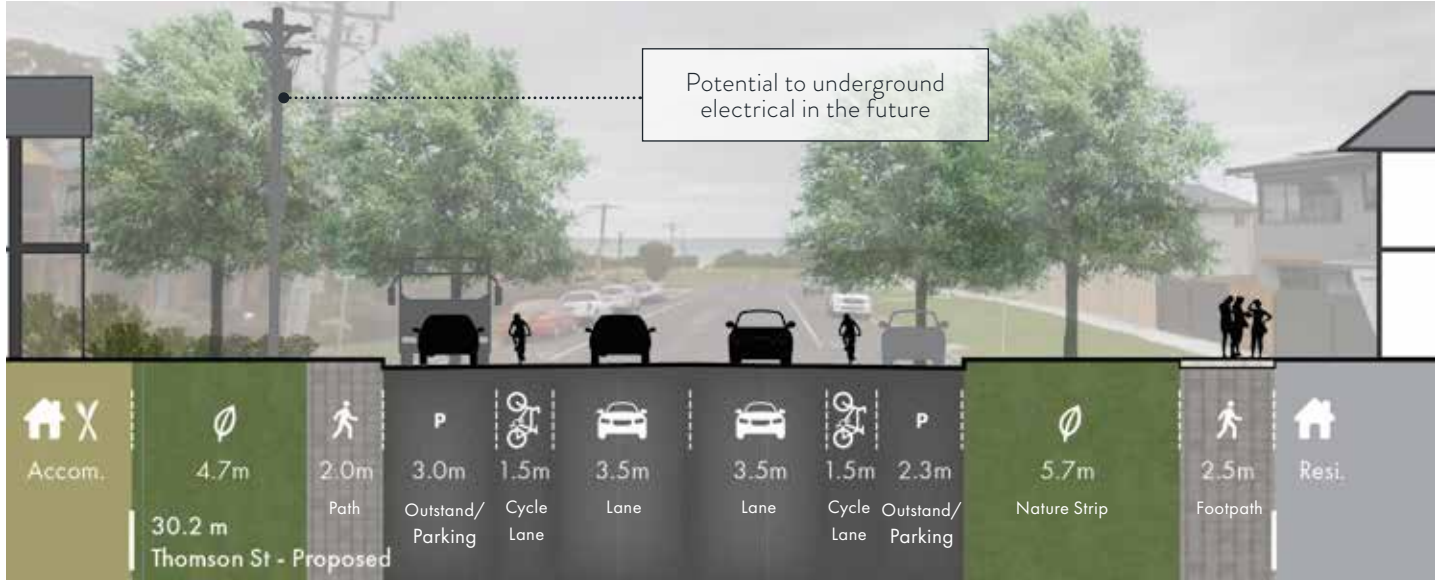 Potential to underground
electrical in the future
Accom.
4.7m
2.0m
Path
3.0m
P
Outstand/
Parking
1.5m
Cycle
Lane
3.5m
Lane
3.5m
Lane
1.5m
Cycle
Lane
P
2.3m
Outstand/
Parking
5.7m
Nature Strip
2.5m
Footpath
Resi.
30.2 m
Thomson St - Proposed